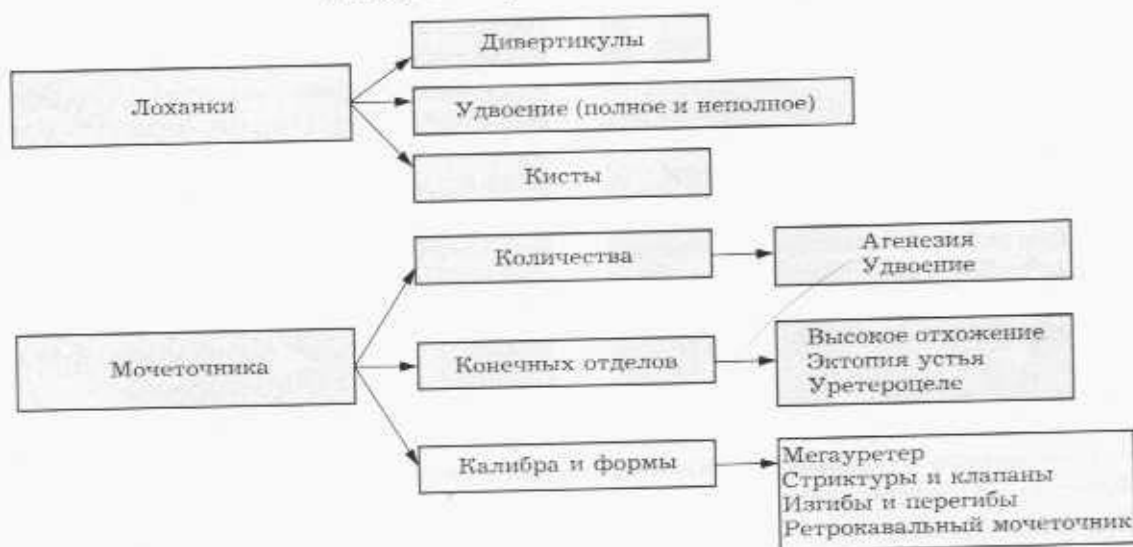 Лоханки
Дивертикулы
Удвоение (полное и неполное)
Кисты
Мочеточника
Количества
Агенезия
Удвоение
Конечных отделов
Высокое отхожение
Эктопия устья
Уретероцеле
Калибра и формы
Мегауретер
Стриктуры и клапаны
Изгибы и перегибы
Ретрокавальный мочеточник